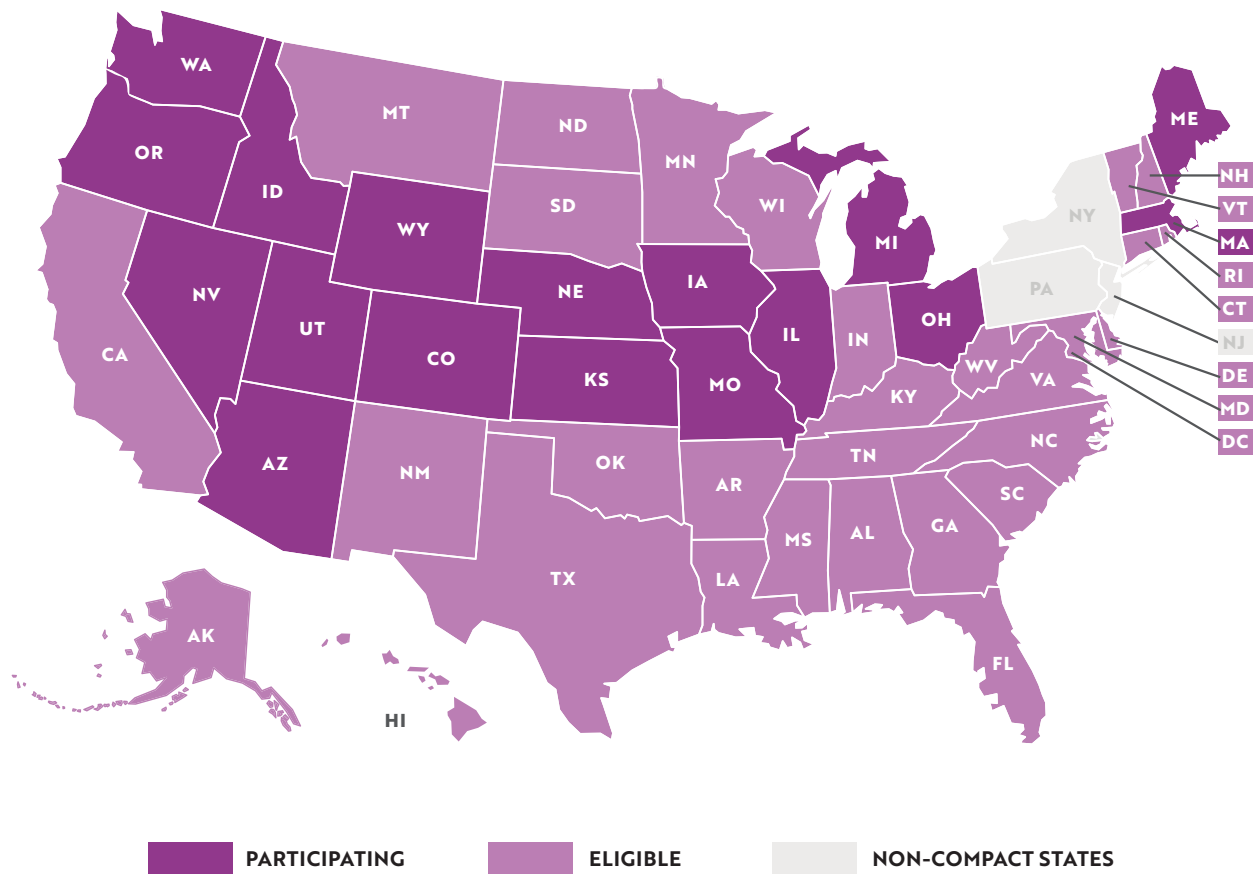 WA
ME
MT
ND
OR
MN
NH
ID
WI
SD
VT
NY
WY
MI
MA
RI
IA
PA
NE
NV
CT
OH
UT
IL
IN
NJ
CO
CA
WV
DE
KS
VA
MO
KY
MD
NC
DC
TN
OK
AZ
NM
AR
SC
GA
AL
MS
TX
LA
AK
FL
HI
PARTICIPATING
ELIGIBLE
NON-COMPACT STATES